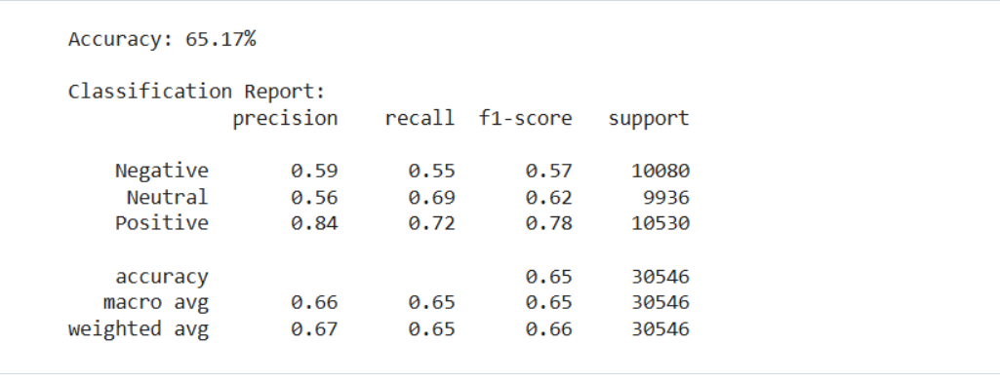 Accuracy: 65.17%
Classification Report:
precision recall f1-score support
Negative 0.59 0.55 0.57 10080
Neutral 0.56 0.69 0.62 9936
Positive 0.84 0.72 0.78 10530
accuracy 0.65 30546
macro avg 0.66 0.65 0.65 30546
weighted avg 0.67 0.65 0.66 30546